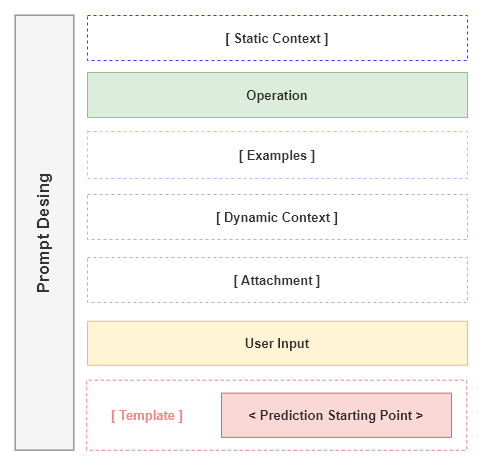 Prompt Desing
[ Static Context ]
Operation
[ Examples ]
[ Dynamic Context ]
[ Attachment ]
User Input
[ Template ]
< Prediction Starting Point >